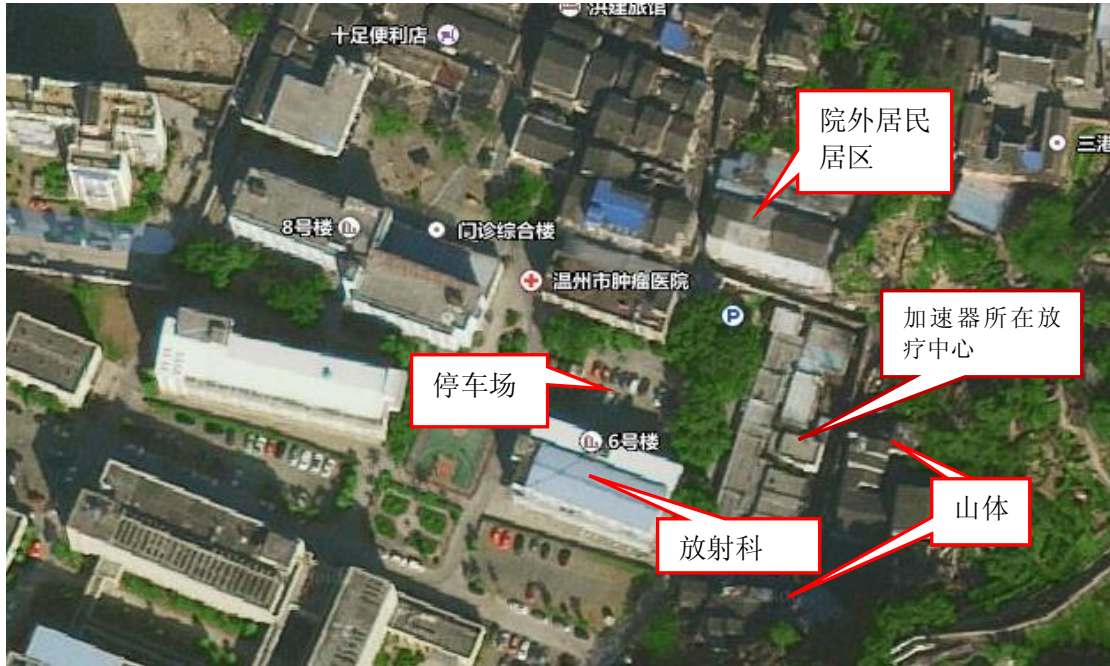 洪建旅馆
十足便利店
院外居民
居区
三港
8号楼
门诊综合楼
温州市肿瘤医院
P
加速器所在放
疗中心
停车场
6号楼
山体
放射科